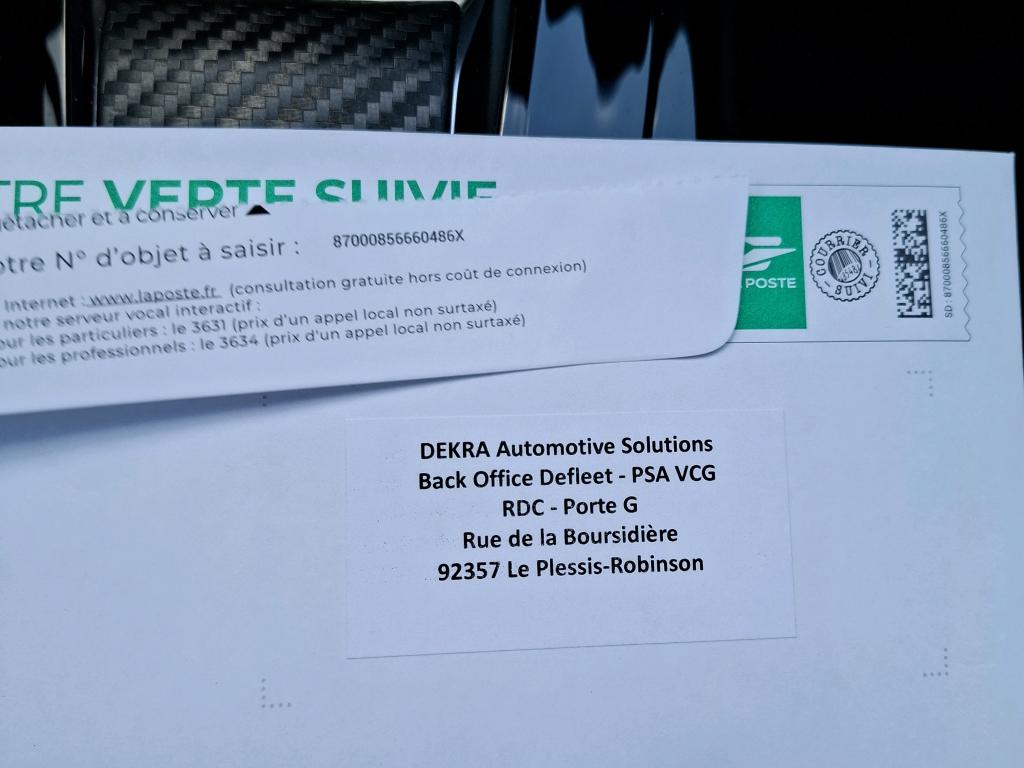 TRE VERTE SUIVIE
détacher et à conserver
otre N° d'objet à saisir : 87000856660486X
Internet : www.laposte.fr (consultation gratuite hors coût de connexion)
notre serveur vocal interactif :
our les particuliers : le 3631 (prix d'un appel local non surtaxé)
our les professionnels : le 3634 (prix d'un appel local non surtaxé)
POSTE
COURRIER
SUIVI
SD : 87000856660486X
DEKRA Automotive Solutions
Back Office Defleet - PSA VCG
RDC - Porte G
Rue de la Boursidière
92357 Le Plessis-Robinson